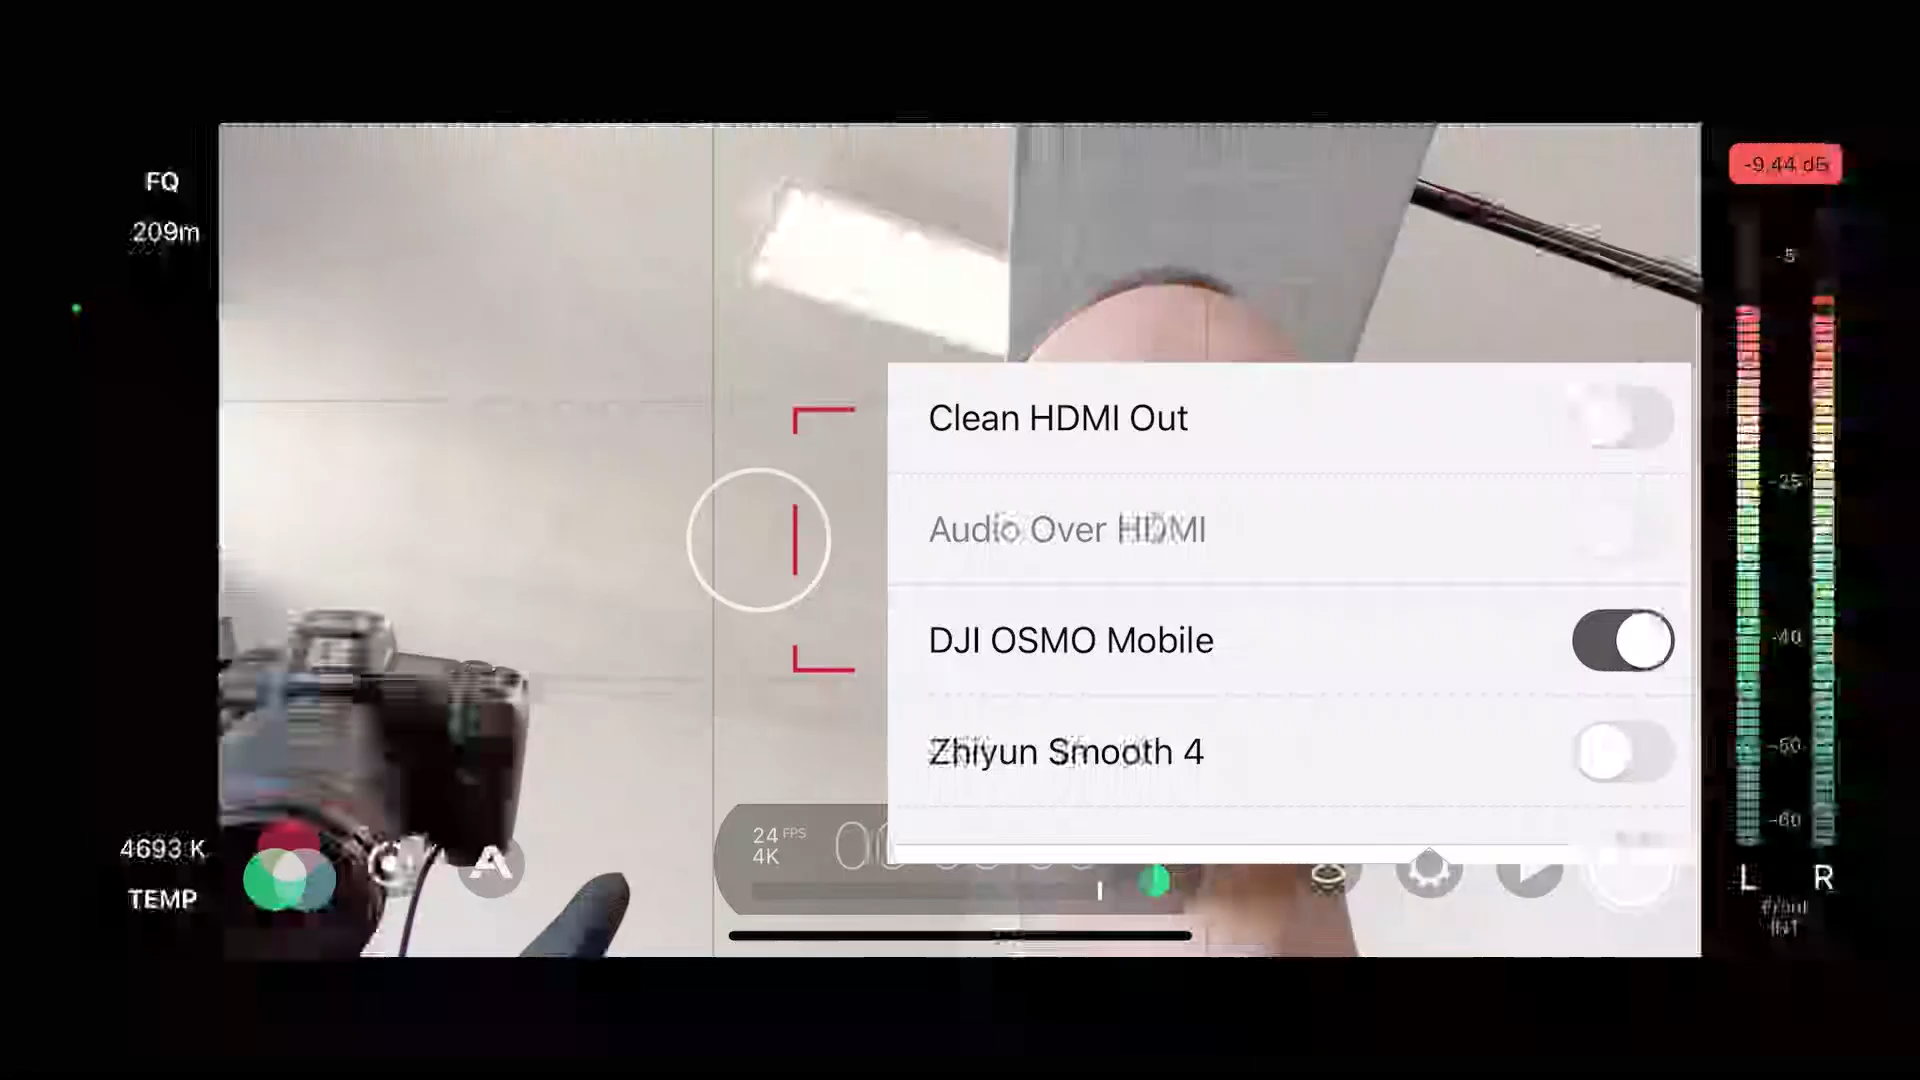 FQ
209m
-9.44 dB
-5
-25
-40
-50
-60
L R
INT
Clean HDMI Out
Audio Over HDMI
DJI OSMO Mobile
Zhiyun Smooth 4
24 FPS
4K
A
4693 K
TEMP